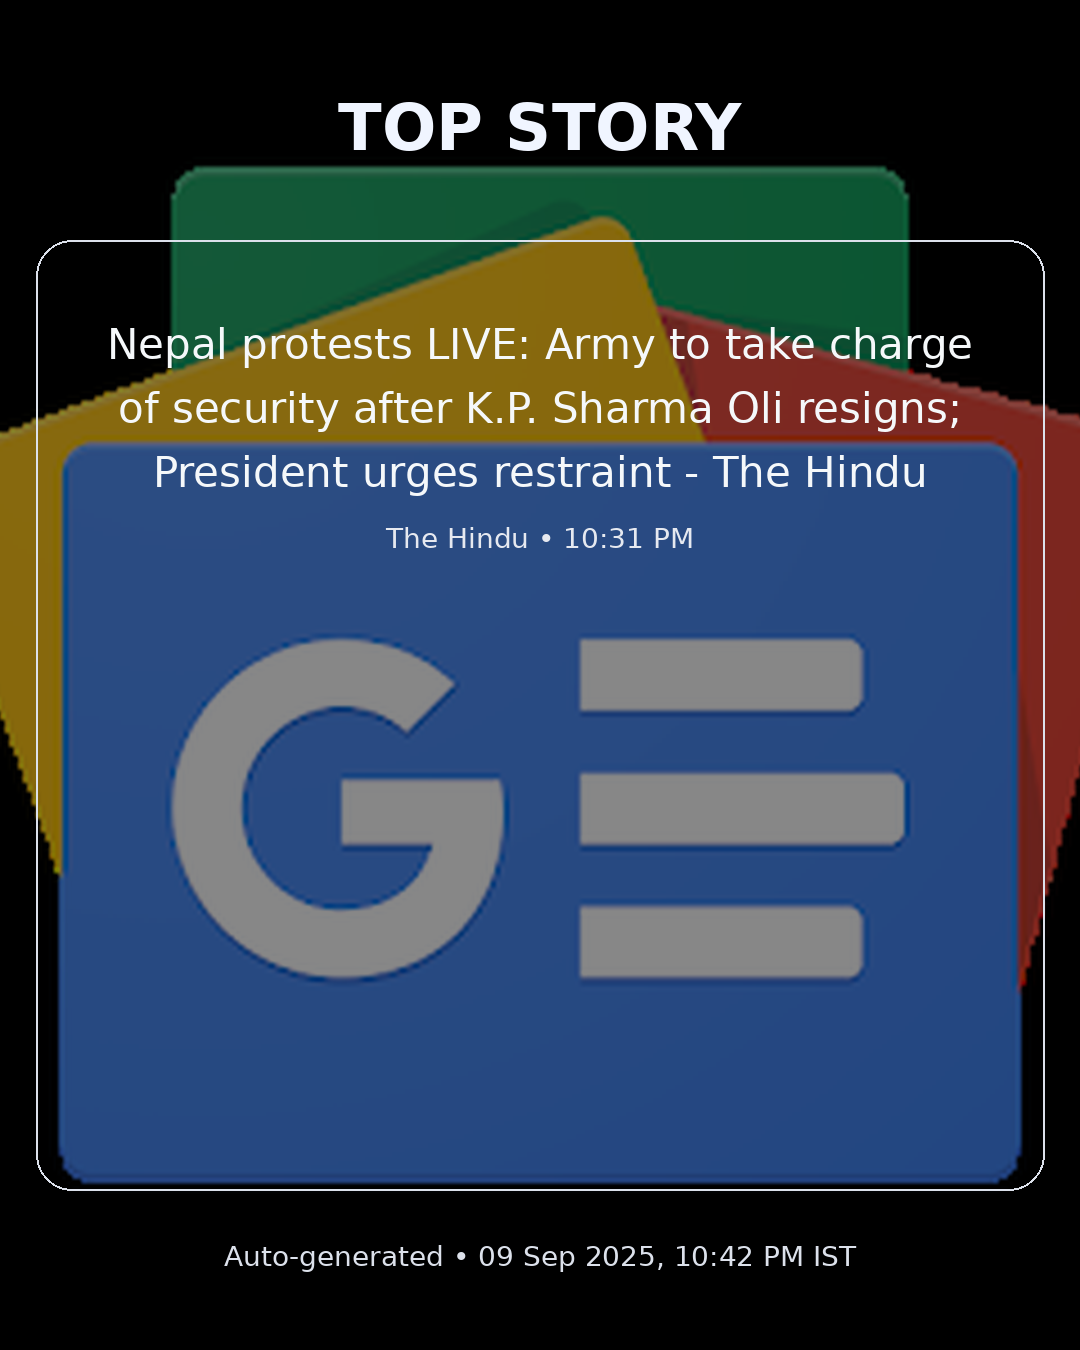 TOP STORY
Nepal protests LIVE: Army to take charge
of security after K.P. Sharma Oli resigns;
President urges restraint - The Hindu
The Hindu • 10:31 PM
G
Auto-generated • 09 Sep 2025, 10:42 PM IST